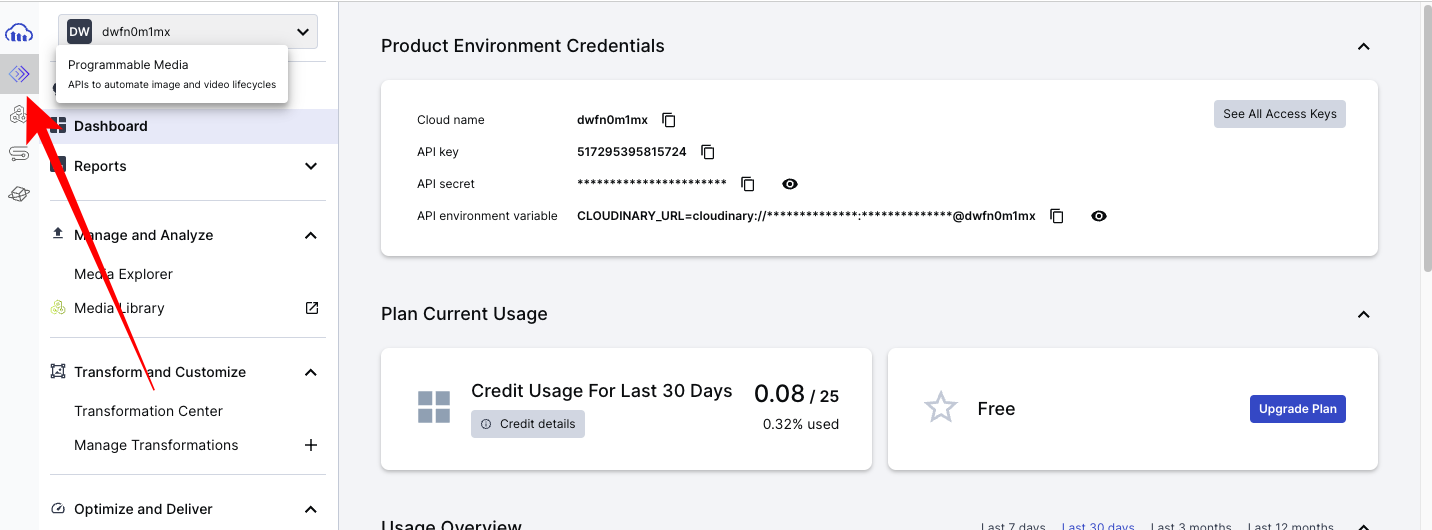 DW dwfn0m1mx
Programmable Media
APIs to automate image and video lifecycles
Dashboard
Reports
Manage and Analyze
Media Explorer
Media Library
Transform and Customize
Transformation Center
Manage Transformations
Optimize and Deliver
Product Environment Credentials
Cloud name dwfn0m1mx
See All Access Keys
API key 517295395815724
API secret ***********************
API environment variable CLOUDINARY_URL=cloudinary://**************:**************@dwfn0m1mx
Plan Current Usage
Credit Usage For Last 30 Days 0.08 / 25
Credit details 0.32% used
Free Upgrade Plan
Usage Overview Last 7 days Last 30 days Last 3 months Last 12 months